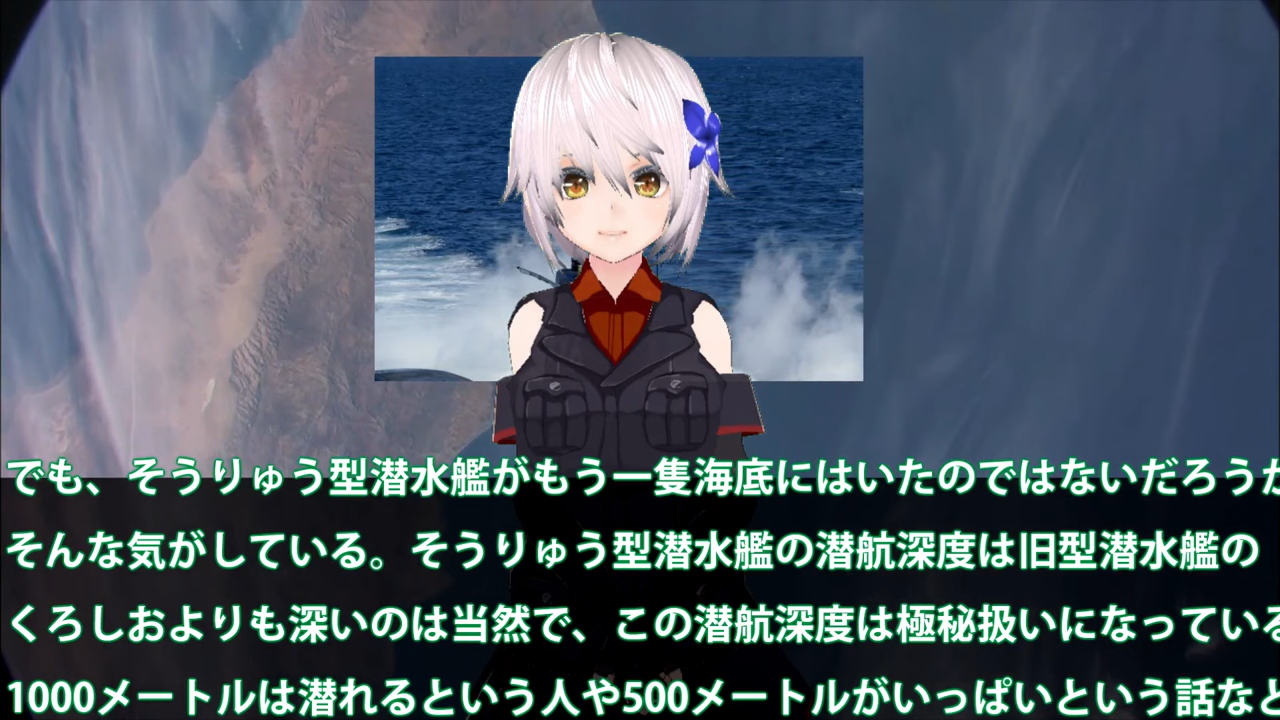 でも、そうりゅう型潜水艦がもう一隻海底にはいたのではないだろうか
そんな気がしている。そうりゅう型潜水艦の潜航深度は旧型潜水艦の
くろしおよりも深いのは当然で、この潜航深度は極秘扱いになっている
1000メートルは潜れるという人や500メートルがいっぱいという話など